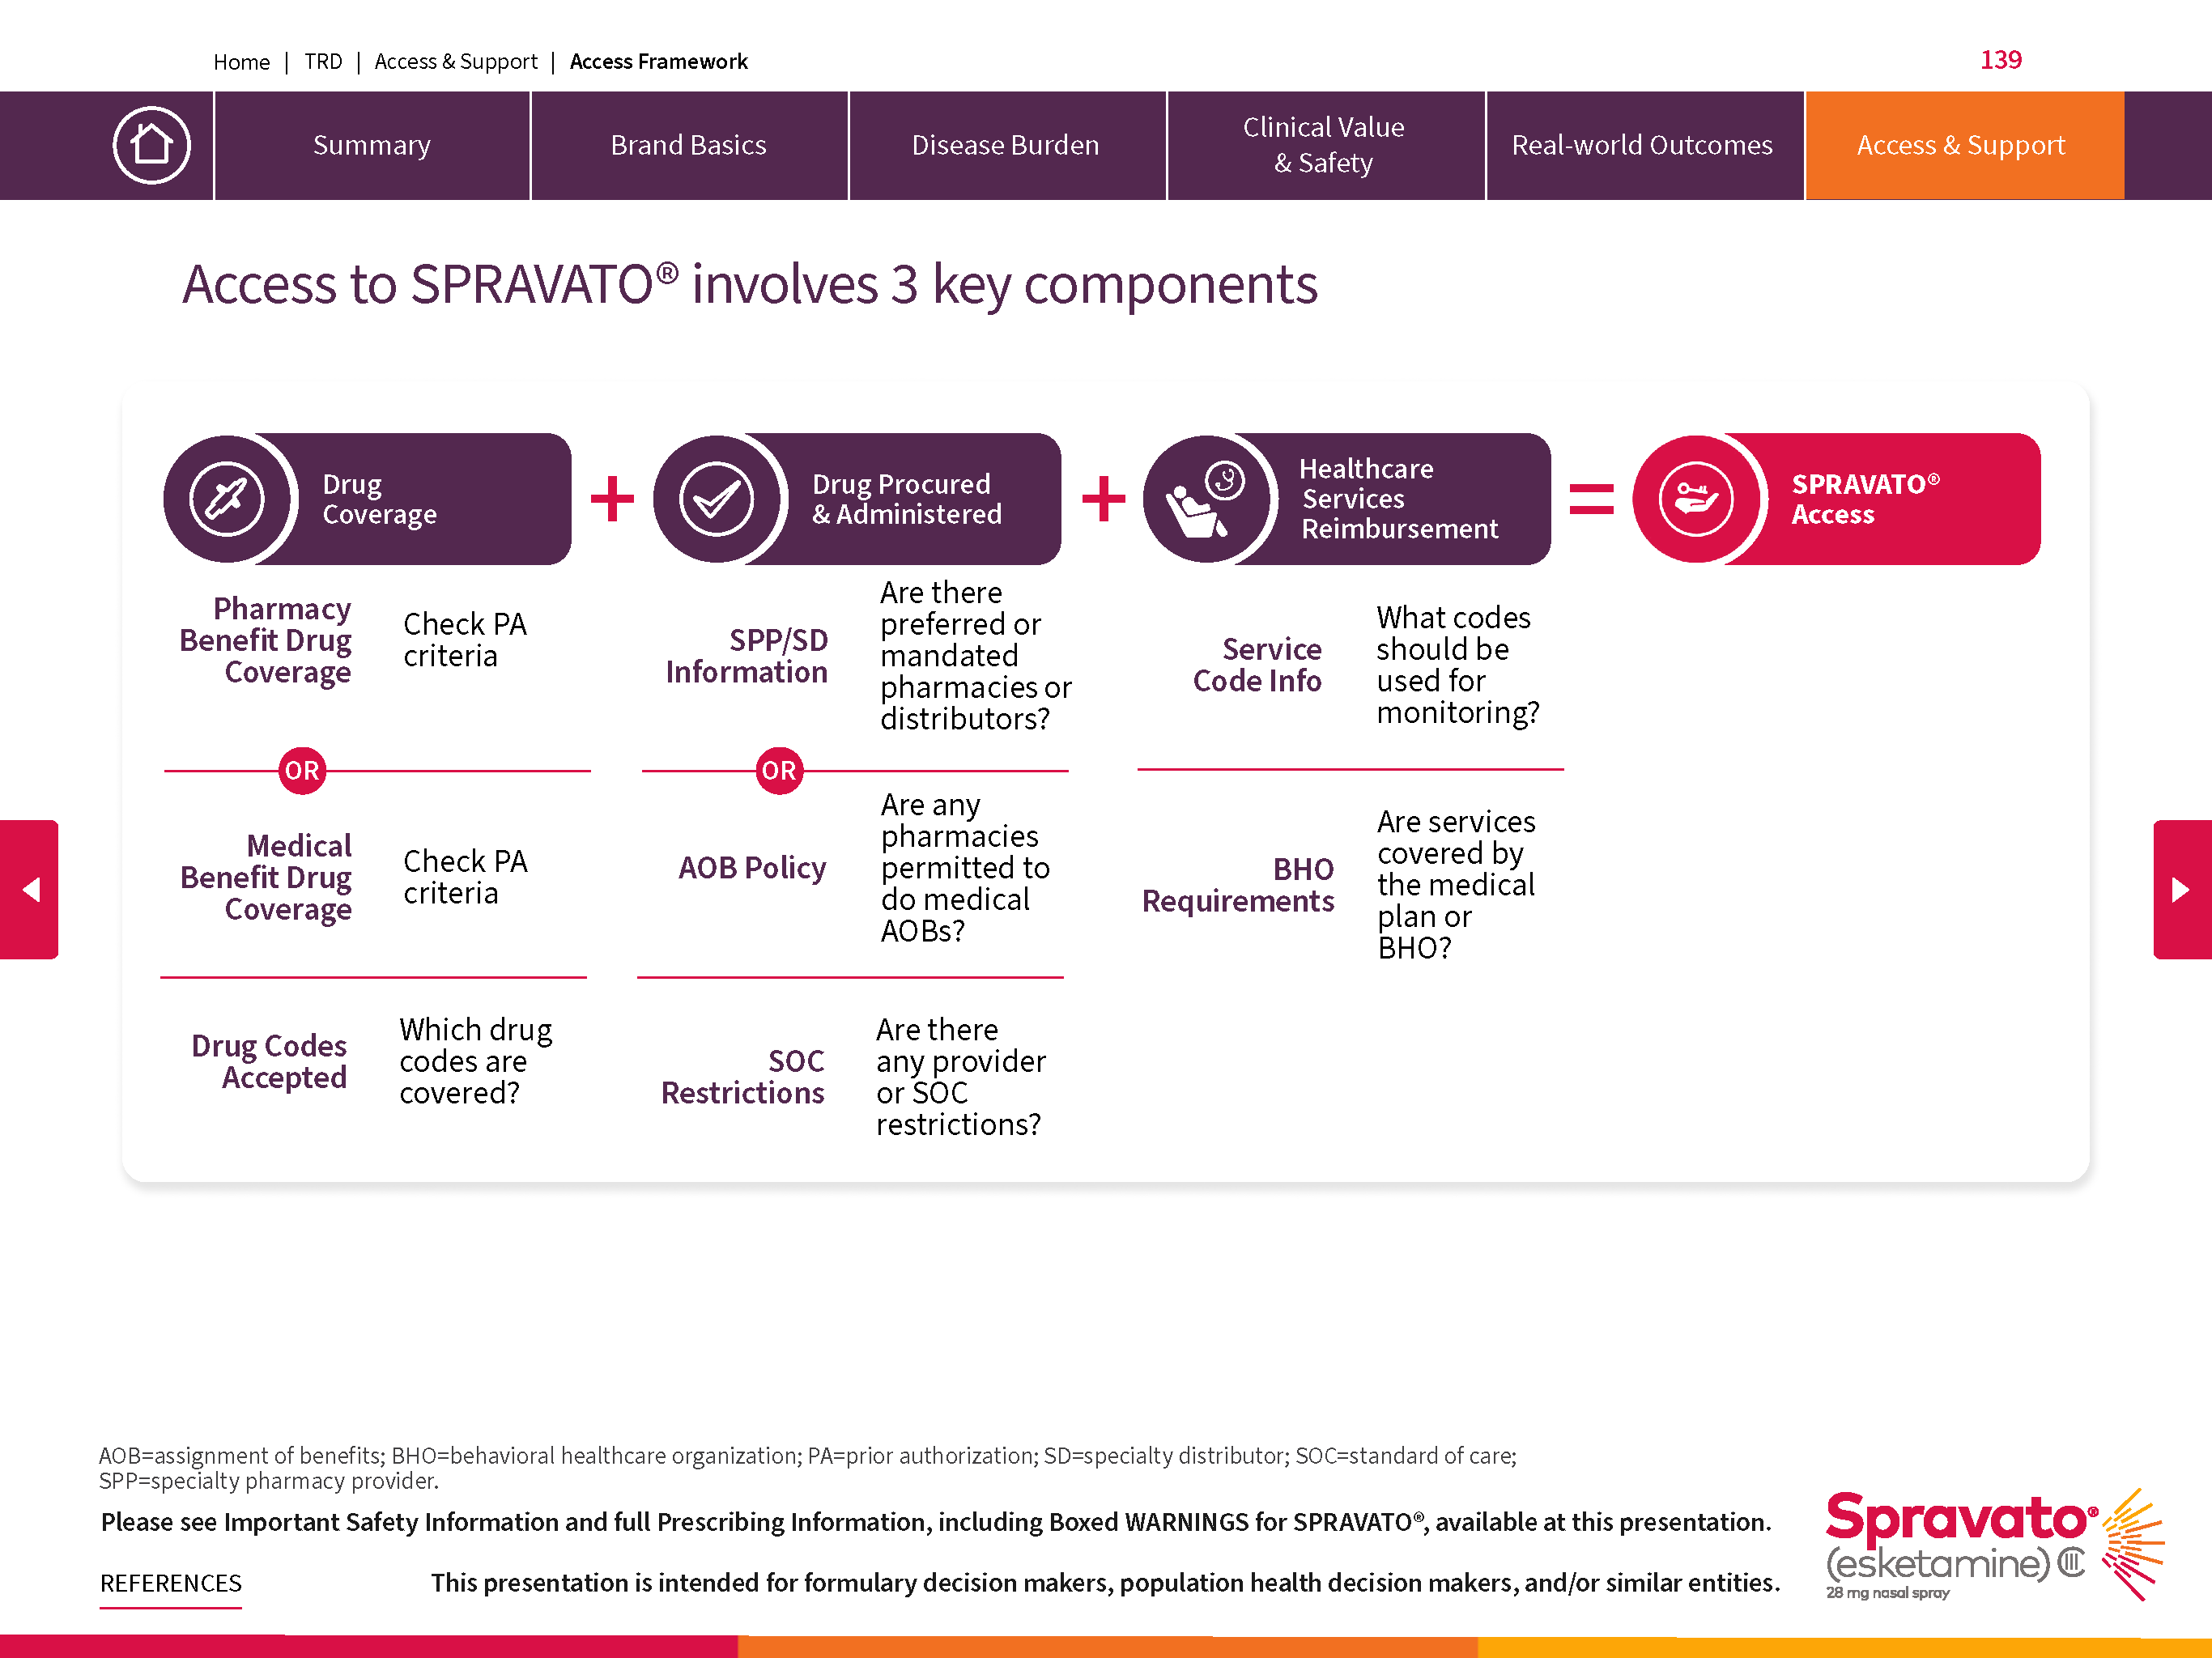 Home | TRD | Access & Support | Access Framework
139
Summary
Brand Basics
Disease Burden
Clinical Value
& Safety
Real-world Outcomes
Access & Support
Access to SPRAVATO® involves 3 key components
Drug
Coverage
+
Drug Procured
& Administered
+
Healthcare
Services
Reimbursement
=
SPRAVATO®
Access
Pharmacy
Benefit Drug
Coverage
Check PA
criteria
OR
Medical
Benefit Drug
Coverage
Check PA
criteria
Drug Codes
Accepted
Which drug
codes are
covered?
SPP/SD
Information
Are there
preferred or
mandated
pharmacies or
distributors?
OR
AOB Policy
Are any
pharmacies
permitted to
do medical
AOBs?
SOC
Restrictions
Are there
any provider
or SOC
restrictions?
Service
Code Info
What codes
should be
used for
monitoring?
BHO
Requirements
Are services
covered by
the medical
plan or
BHO?
AOB=assignment of benefits; BHO=behavioral healthcare organization; PA=prior authorization; SD=specialty distributor; SOC=standard of care;
SPP=specialty pharmacy provider.
Please see Important Safety Information and full Prescribing Information, including Boxed WARNINGS for SPRAVATO®, available at this presentation.
REFERENCES
This presentation is intended for formulary decision makers, population health decision makers, and/or similar entities.
Spravato®
(esketamine) CIII
28 mg nasal spray